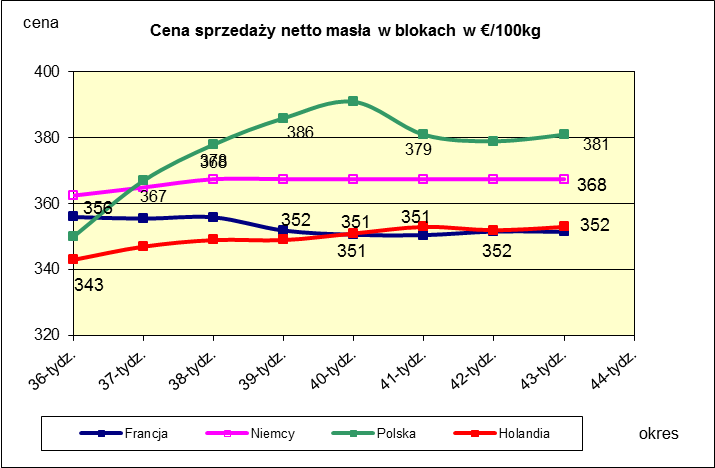 cena
Cena sprzedaży netto masła w blokach w €/100kg
400
380
360
340
320
386
379
381
378
368
367
368
356
352
351
351
352
351
352
343
36-tydz.
37-tydz.
38-tydz.
39-tydz.
40-tydz.
41-tydz.
42-tydz.
43-tydz.
44-tydz.
Francja
Niemcy
Polska
Holandia
okres